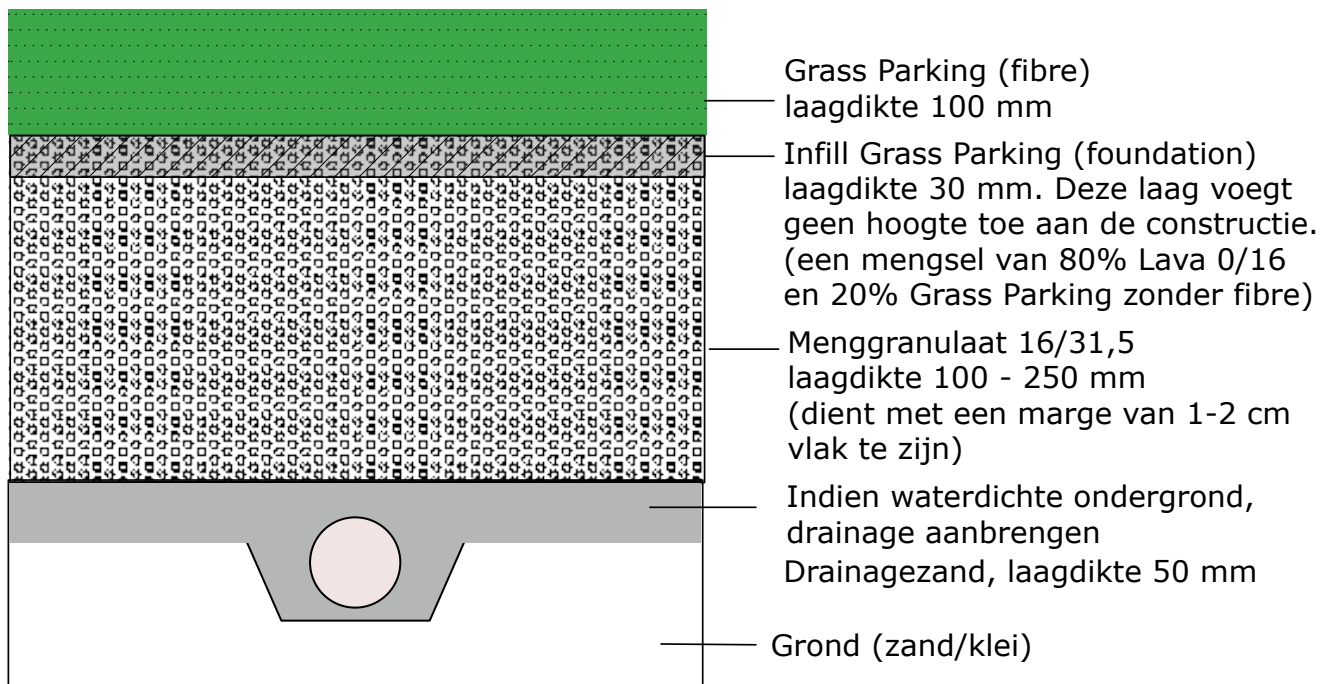 Grass Parking (fibre)
laagdikte 100 mm
Infill Grass Parking (foundation)
laagdikte 30 mm. Deze laag voegt
geen hoogte toe aan de constructie.
(een mengsel van 80% Lava 0/16
en 20% Grass Parking zonder fibre)
Menggranulaat 16/31,5
laagdikte 100 - 250 mm
(dient met een marge van 1-2 cm
vlak te zijn)
Indien waterdichte ondergrond,
drainage aanbrengen
Drainagezand, laagdikte 50 mm
Grond (zand/klei)